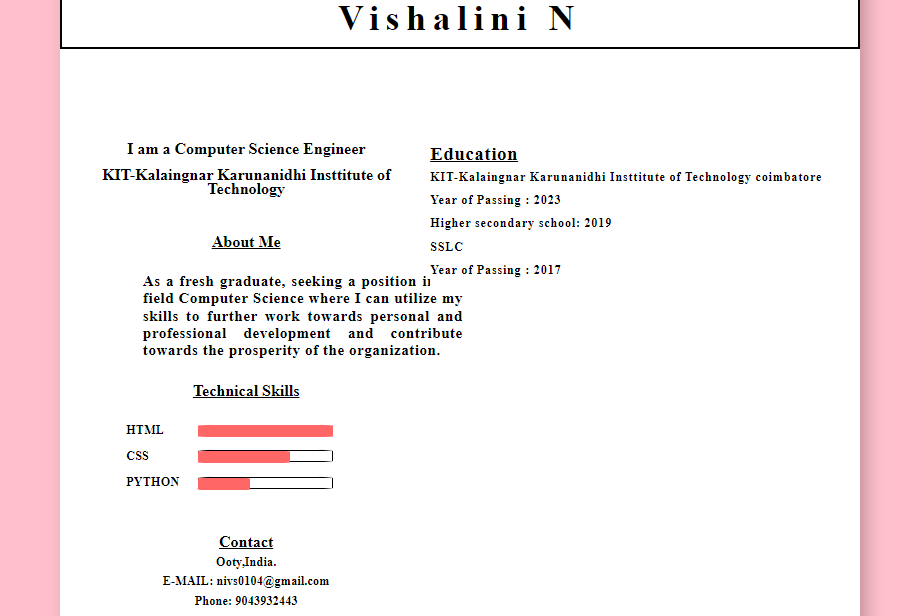 Vishalini N
I am a Computer Science Engineer
KIT-Kalaingnar Karunanidhi Insttitute of
Technology
About Me
As a fresh graduate, seeking a position
field Computer Science where I can utilize my
skills to further work towards personal and
professional development and contribute
towards the prosperity of the organization.
Technical Skills
HTML
CSS
PYTHON
Contact
Ooty,India.
E-MAIL: nivs0104@gmail.com
Phone: 9043932443
Education
KIT-Kalaingnar Karunanidhi Insttitute of Technology coimbatore
Year of Passing : 2023
Higher secondary school: 2019
SSLC
Year of Passing : 2017